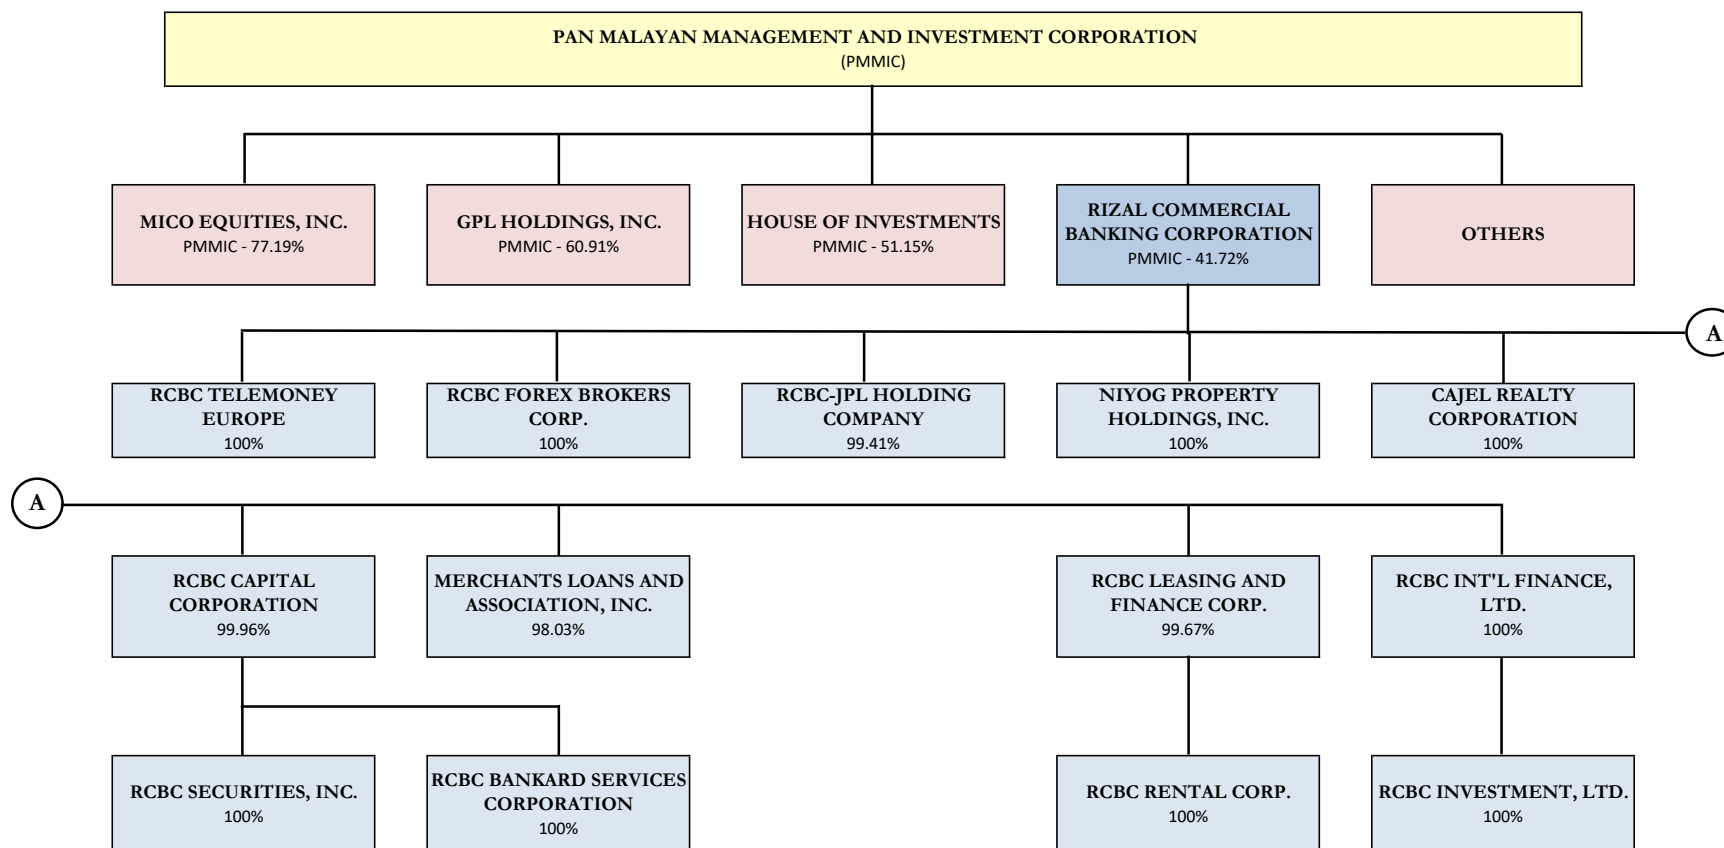 PAN MALAYAN MANAGEMENT AND INVESTMENT CORPORATION
(PMMIC)
MICO EQUITIES, INC.
PMMIC - 77.19%
GPL HOLDINGS, INC.
PMMIC - 60.91%
HOUSE OF INVESTMENTS
PMMIC - 51.15%
RIZAL COMMERCIAL
BANKING CORPORATION
PMMIC - 41.72%
OTHERS
A
RCBC TELEMONEY
EUROPE
100%
RCBC FOREX BROKERS
CORP.
100%
RCBC-JPL HOLDING
COMPANY
99.41%
NIYOG PROPERTY
HOLDINGS, INC.
100%
CAJEL REALTY
CORPORATION
100%
A
RCBC CAPITAL
CORPORATION
99.96%
MERCHANTS LOANS AND
ASSOCIATION, INC.
98.03%
RCBC LEASING AND
FINANCE CORP.
99.67%
RCBC INT'L FINANCE,
LTD.
100%
RCBC SECURITIES, INC.
100%
RCBC BANKARD SERVICES
CORPORATION
100%
RCBC RENTAL CORP.
100%
RCBC INVESTMENT, LTD.
100%